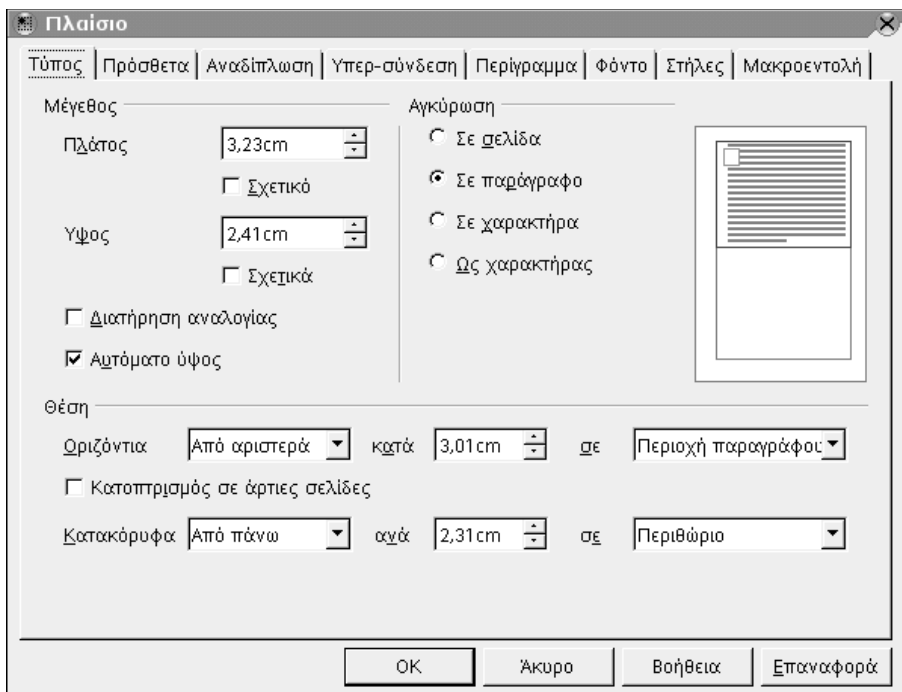 Πλαίσιο
Τύπος Πρόσθετα Αναδίπλωση Υπερ-σύνδεση Περίγραμμα Φόντο Στήλες Μακροεντολή
Μέγεθος
Πλάτος 3,23cm
Σχετικό
Υψος 2,41cm
Σχετικά
Διατήρηση αναλογίας
Αυτόματο ύψος
Αγκύρωση
Σε σελίδα
Σε παράγραφο
Σε χαρακτήρα
Ως χαρακτήρας
Θέση
Οριζόντια Από αριστερά κατά 3,01cm σε Περιοχή παραγράφου
Κατοπτρισμός σε άρτιες σελίδες
Κατακόρυφα Από πάνω ανά 2,31cm σε Περιθώριο
OK Άκυρο Βοήθεια Επαναφορά